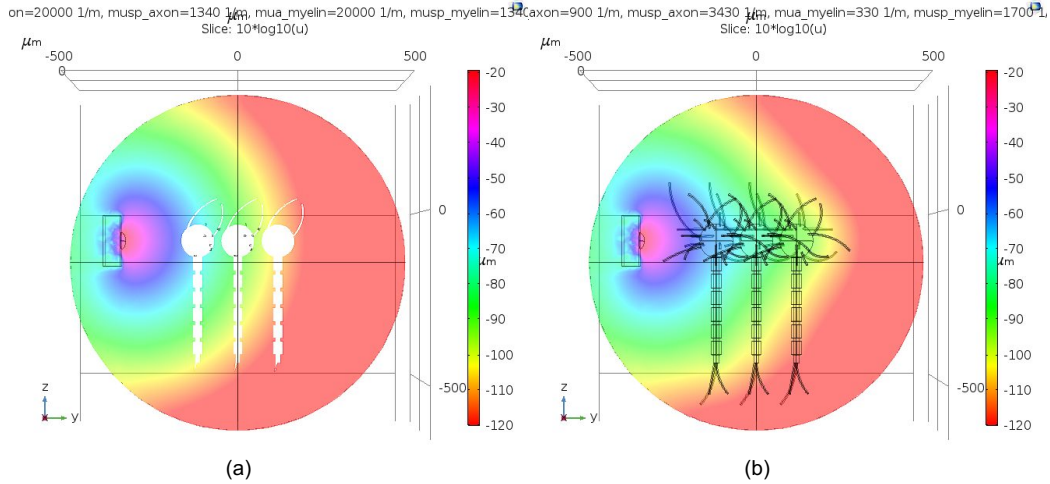 on=20000 1/m, musp_axon=1340 1/m, mua_myelin=20000 1/m, musp_myelin=134
μm
Slice: 10*log10(u)
μm
-500
0
500
0
-20
-30
-40
-50
-60
-70
-80
-90
-100
-110
-120
0
μm
-500
z
y
(a)
axon=900 1/m, musp_axon=3430 1/m, mua_myelin=330 1/m, musp_myelin=1700 1/
μm
Slice: 10*log10(u)
μm
-500
0
500
0
-20
-30
-40
-50
-60
-70
-80
-90
-100
-110
-120
0
μm
-500
z
y
(b)